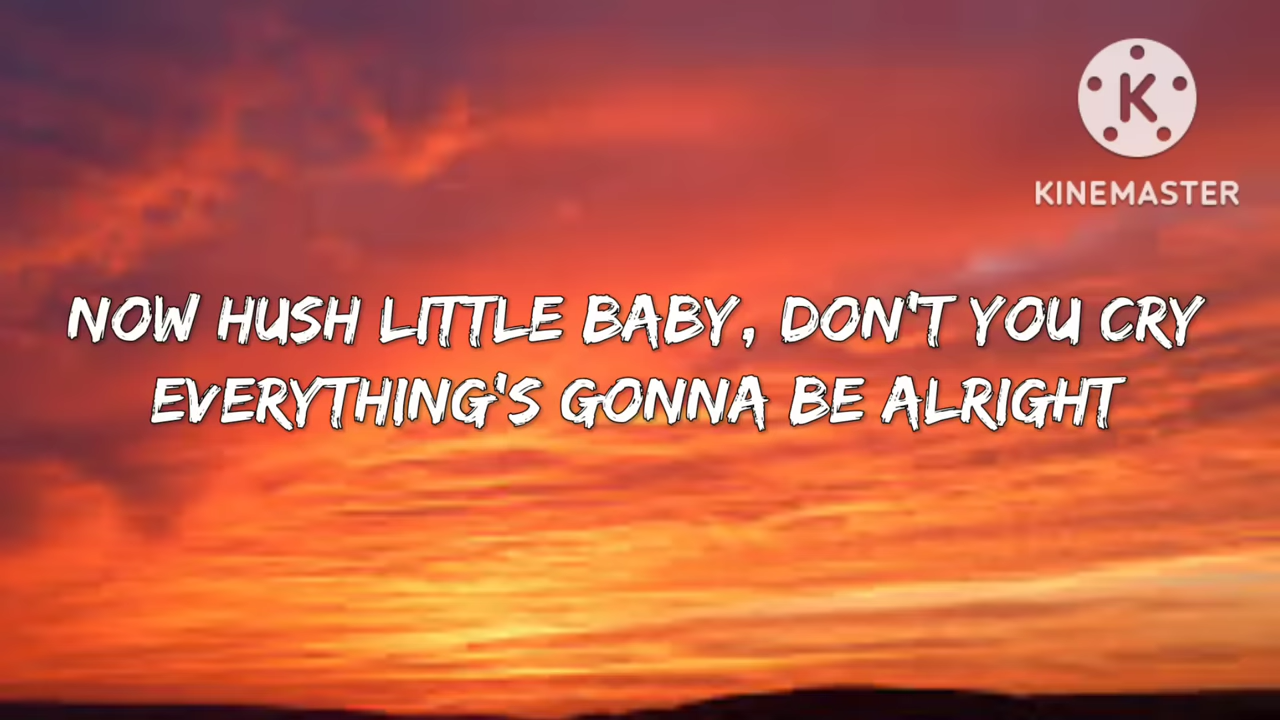 K
KINEMASTER
NOW HUSH LITTLE BABY, DON'T YOU CRY
EVERYTHING'S GONNA BE ALRIGHT